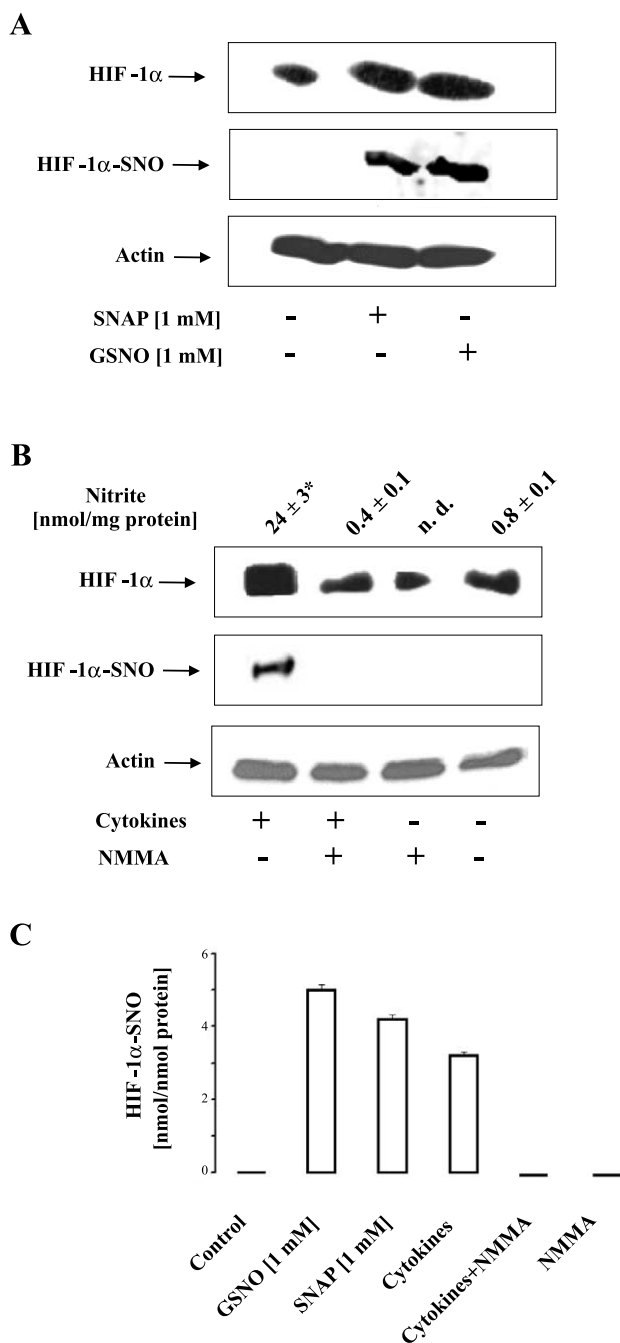 A
HIF-1α
HIF-1α-SNO
Actin
SNAP [1 mM] - + -
GSNO [1 mM] - - +
B
Nitrite
[nmol/mg protein]
24 ± 3* 0.4 ± 0.1 n. d. 0.8 ± 0.1
HIF-1α
HIF-1α-SNO
Actin
Cytokines + + - -
NMMA - + + -
C
HIF-1α-SNO
[nmol/nmol protein]
6
4
2
0
Control GSNO [1 mM] SNAP [1 mM] Cytokines Cytokines+NMMA NMMA